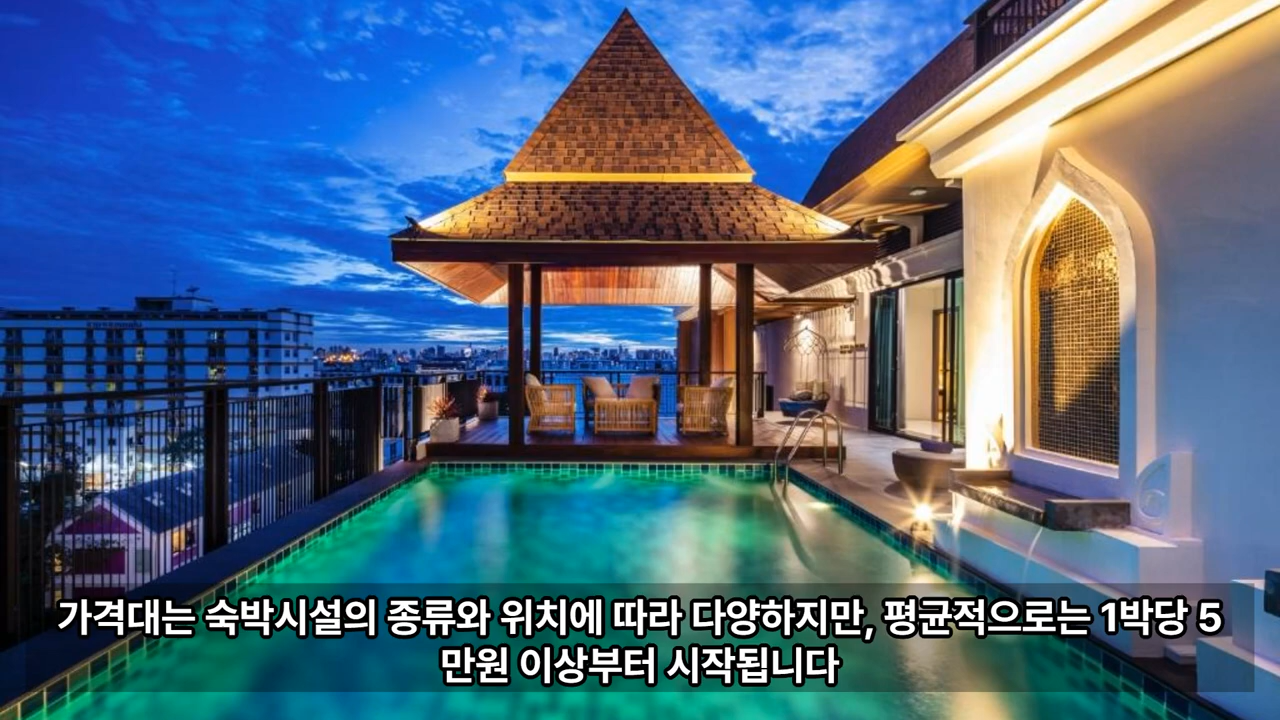 가격대는 숙박시설의 종류와 위치에 따라 다양하지만, 평균적으로는 1박당 5
만원 이상부터 시작됩니다